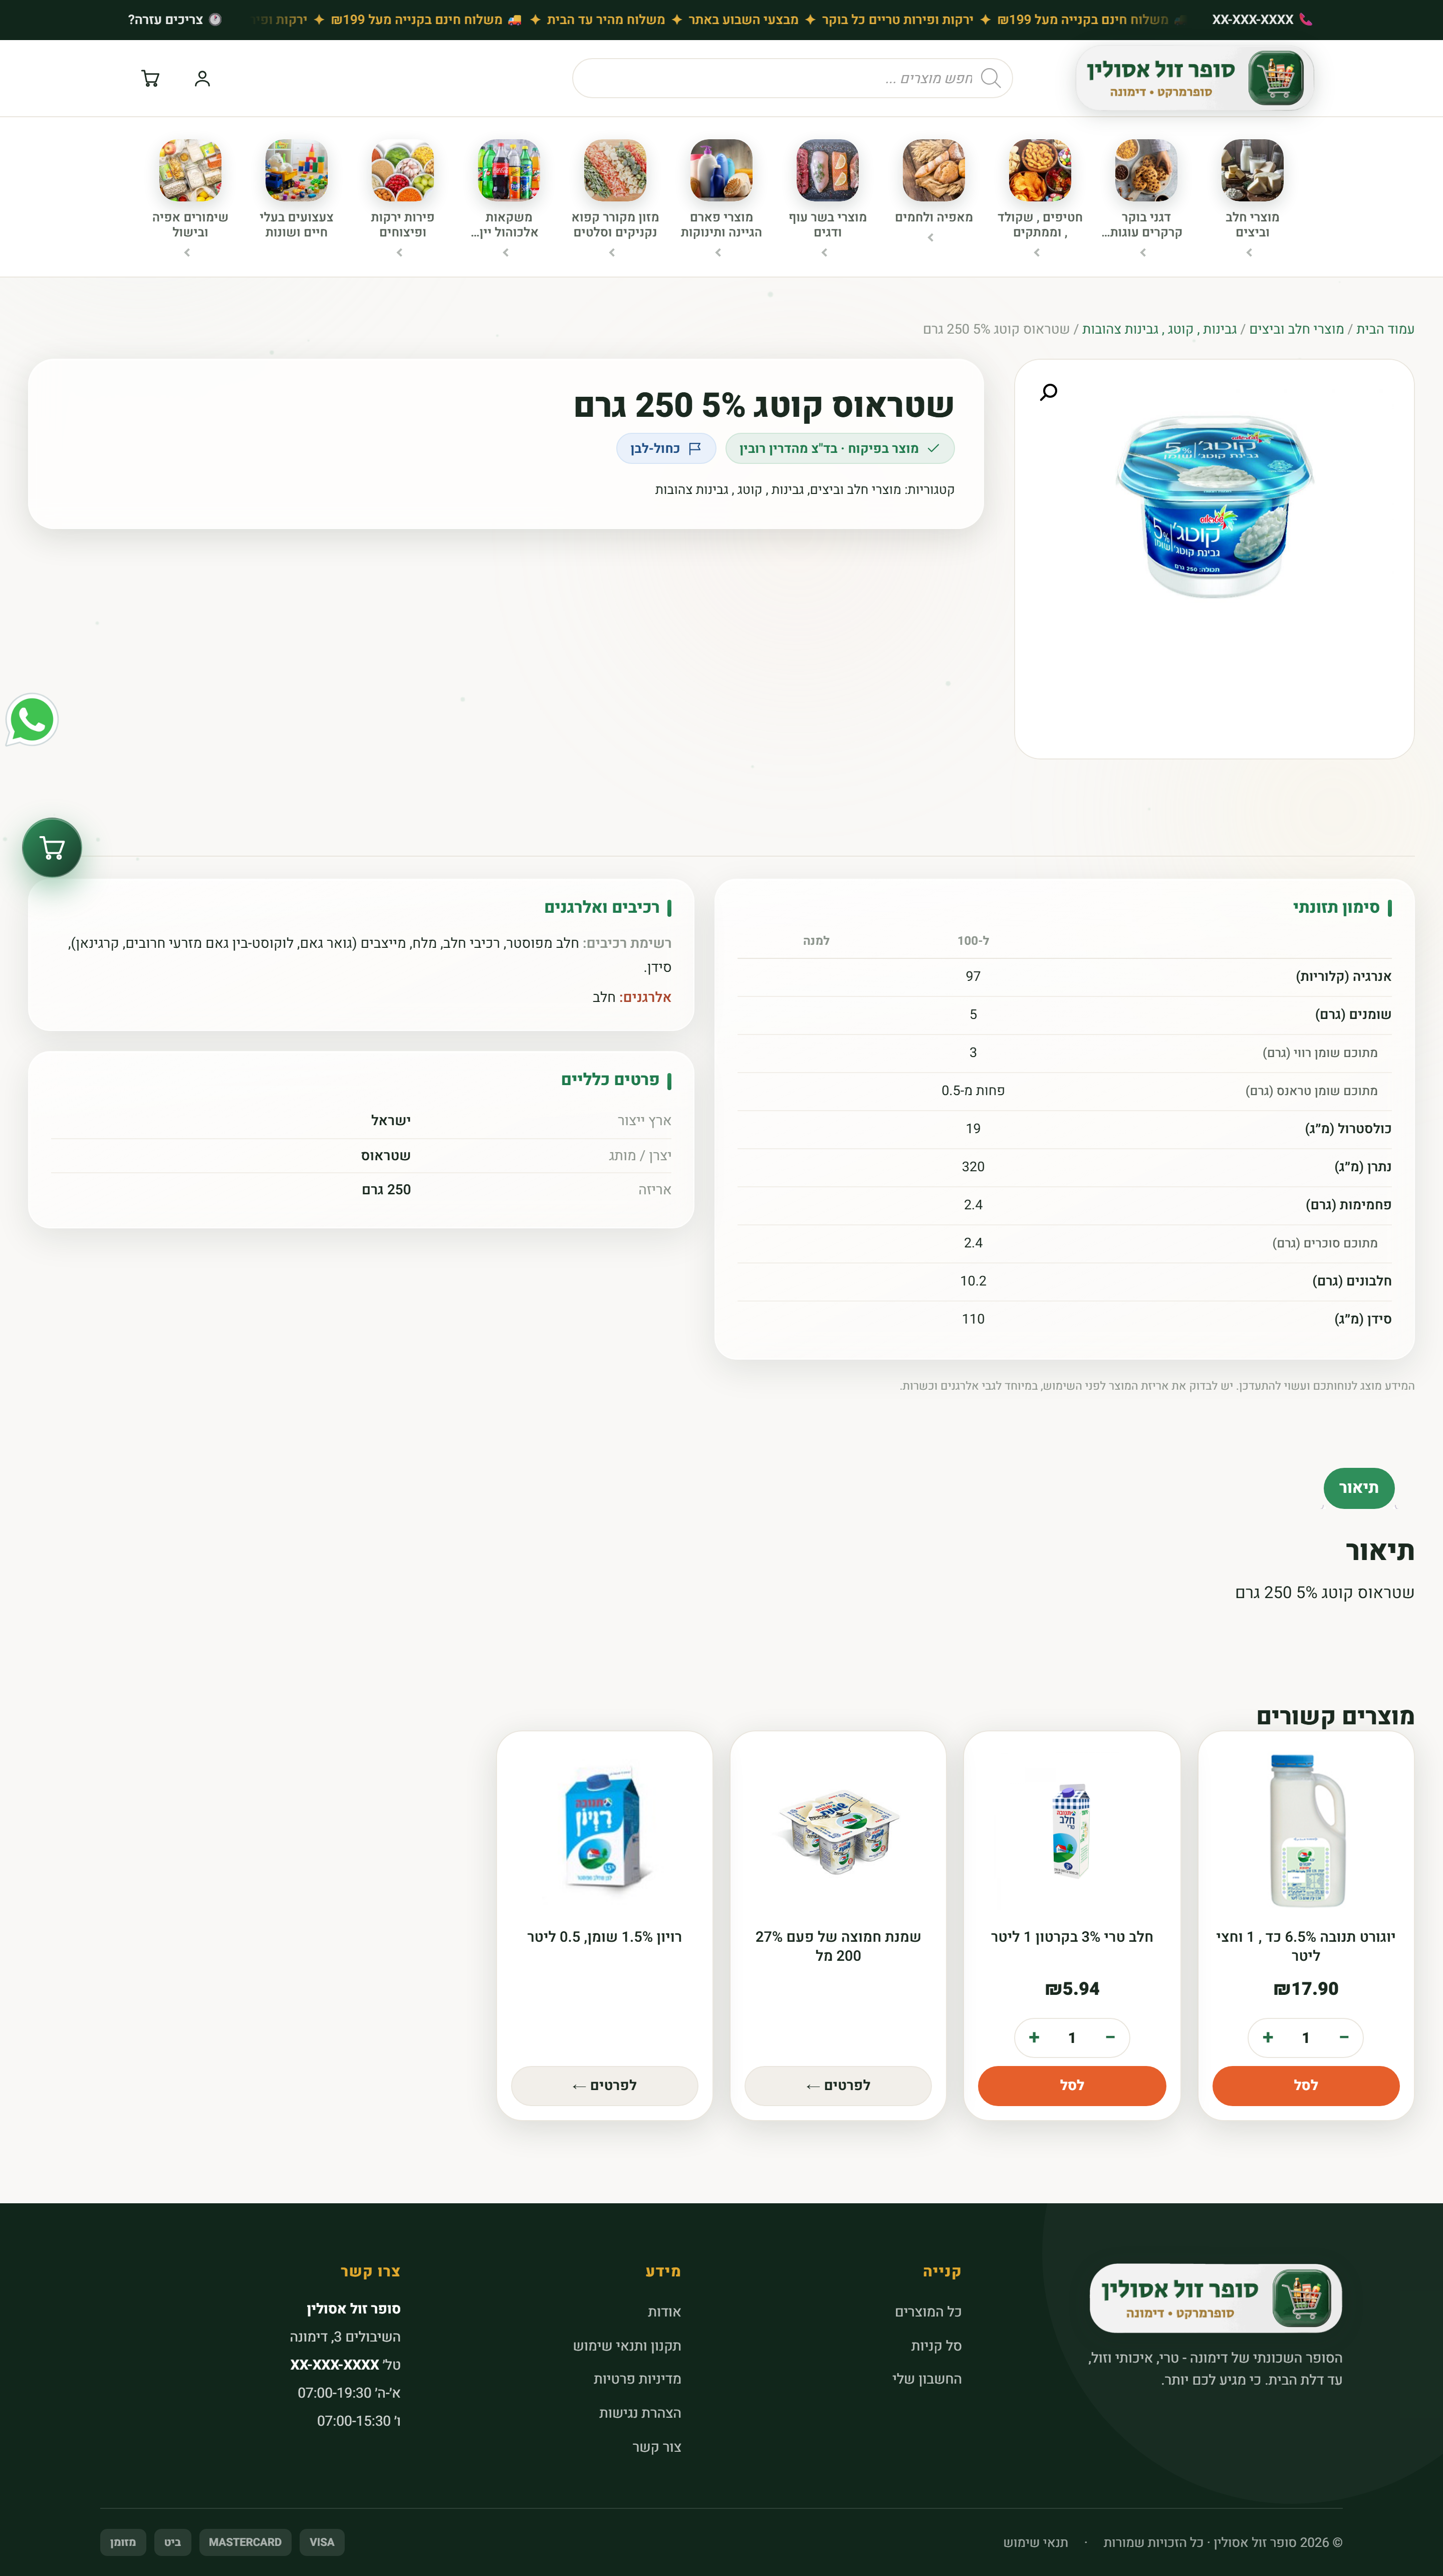 XX-XXX-XXXX
משלוח חינם בקנייה מעל ₪199 ✦ ירקות ופירות טריים כל בוקר ✦ מבצעי השבוע באתר ✦ משלוח מהיר עד הבית ✦ משלוח חינם בקנייה מעל ₪199 ✦ ירקות ופי
צריכים עזרה?
סופר זול אסולין
סופרמרקט • דימונה
חפש מוצרים ...
מוצרי חלב
וביצים
דגני בוקר
קרקרים עוגות...
חטיפים , שקולד
, וממתקים
מאפיה ולחמים
מוצרי בשר עוף
ודגים
מוצרי פארם
הגיינה ותינוקות
מזון מקורר קפוא
נקניקים וסלטים
משקאות
אלכוהול יין...
פירות ירקות
ופיצוחים
צעצועים בעלי
חיים ושונות
שימורים אפיה
ובישול
עמוד הבית / מוצרי חלב וביצים / גבינות , קוטג , גבינות צהובות / שטראוס קוטג 5% 250 גרם
שטראוס קוטג 5% 250 גרם
מוצר בפיקוח · בד"צ מהדרין רובין
כחול-לבן
קטגוריות: מוצרי חלב וביצים, גבינות , קוטג , גבינות צהובות
קוטג'
5%
קוטג'
5% שומן
גבינת קוטג'
תכולה: 250 גרם
סימון תזונתי
ל-100 למנה
אנרגיה (קלוריות) 97
שומנים (גרם) 5
מתוכם שומן רווי (גרם) 3
מתוכם שומן טראנס (גרם) פחות מ-0.5
כולסטרול (מ"ג) 19
נתרן (מ"ג) 320
פחמימות (גרם) 2.4
מתוכם סוכרים (גרם) 2.4
חלבונים (גרם) 10.2
סידן (מ"ג) 110
רכיבים ואלרגנים
רשימת רכיבים: חלב מפוסטר, רכיבי חלב, מלח, מייצבים (גואר גאם, לוקוסט-בין גאם מזרעי חרובים, קרגינאן),
סידן.
אלרגנים: חלב
פרטים כלליים
ארץ ייצור ישראל
יצרן / מותג שטראוס
אריזה 250 גרם
המידע מוצג לנוחותכם ועשוי להתעדכן. יש לבדוק את אריזת המוצר לפני השימוש, במיוחד לגבי אלרגנים וכשרות.
תיאור
תיאור
שטראוס קוטג 5% 250 גרם
מוצרים קשורים
יוגורט תנובה 6.5% כד , 1 וחצי
ליטר
₪17.90
− 1 +
לסל
חלב
חלב טרי 3% בקרטון 1 ליטר
₪5.94
− 1 +
לסל
שמנת חמוצה של פעם 27%
200 מל
לפרטים ←
תנובה
רויון
רויון 1.5% שומן, 0.5 ליטר
לפרטים ←
סופר זול אסולין
סופרמרקט • דימונה
הסופר השכונתי של דימונה - טרי, איכותי וזול,
עד דלת הבית. כי מגיע לכם יותר.
קנייה
כל המוצרים
סל קניות
החשבון שלי
מידע
אודות
תקנון ותנאי שימוש
מדיניות פרטיות
הצהרת נגישות
צור קשר
צרו קשר
סופר זול אסולין
השיבולים 3, דימונה
טל' XX-XXX-XXXX
א'-ה' 07:00-19:30
ו' 07:00-15:30
© 2026 סופר זול אסולין · כל הזכויות שמורות · תנאי שימוש
VISA
MASTERCARD
ביט
מזומן